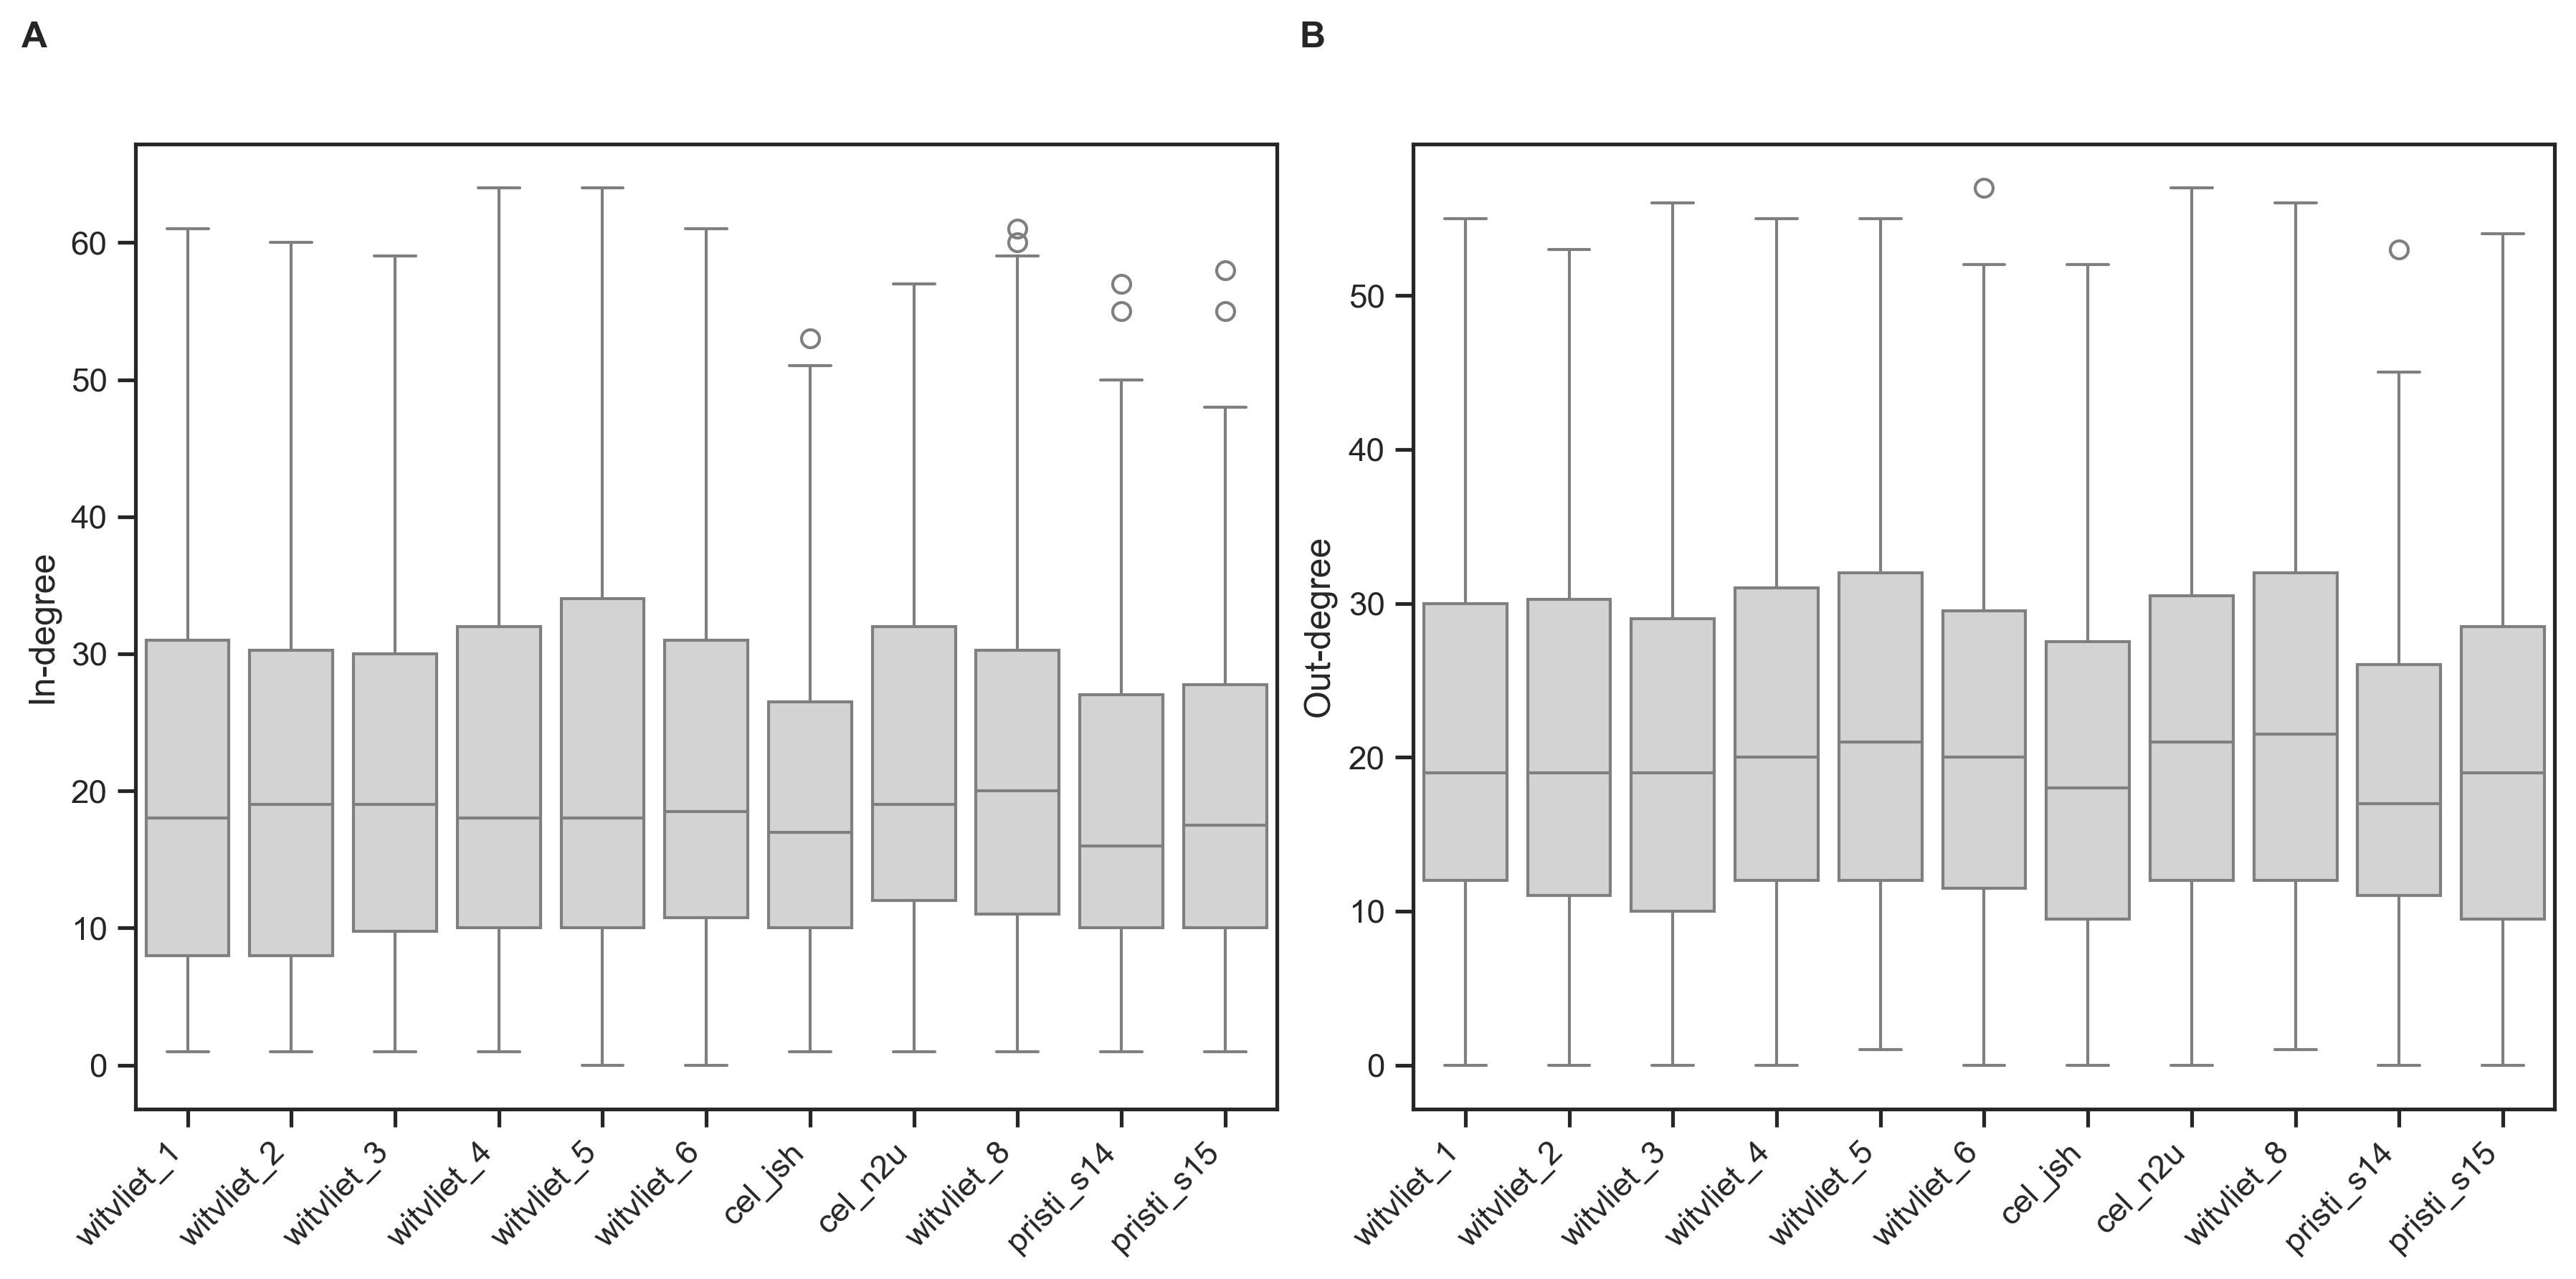 A
In-degree
60
50
40
30
20
10
0
witvliet_1
witvliet_2
witvliet_3
witvliet_4
witvliet_5
witvliet_6
cel_jsh
cel_n2u
witvliet_8
pristi_s14
pristi_s15
B
Out-degree
50
40
30
20
10
0
witvliet_1
witvliet_2
witvliet_3
witvliet_4
witvliet_5
witvliet_6
cel_jsh
cel_n2u
witvliet_8
pristi_s14
pristi_s15